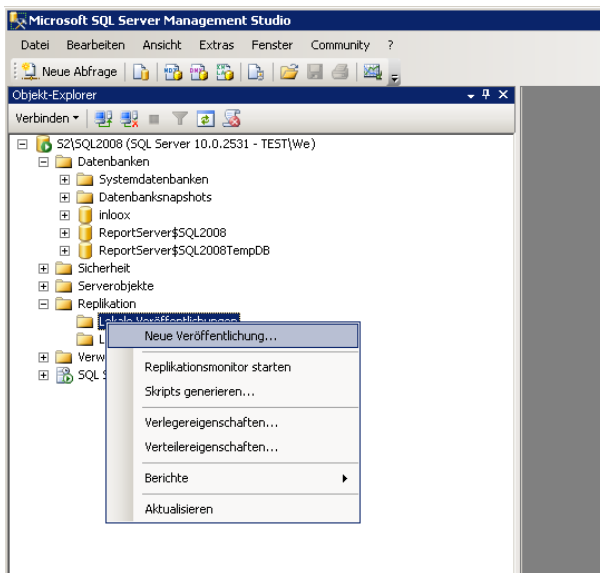 Microsoft SQL Server Management Studio
Datei Bearbeiten Ansicht Extras Fenster Community ?
Neue Abfrage
Objekt-Explorer
Verbinden
S2\SQL2008 (SQL Server 10.0.2531 - TEST\We)
Datenbanken
Systemdatenbanken
Datenbanksnapshots
inloox
ReportServer$SQL2008
ReportServer$SQL2008TempDB
Sicherheit
Serverobjekte
Replikation
Lokale Veröffentlichungen
Neue Veröffentlichung...
L
Verw
Replikationsmonitor starten
SQL S
Skripts generieren...
Verlegereigenschaften...
Verteilereigenschaften...
Berichte
Aktualisieren